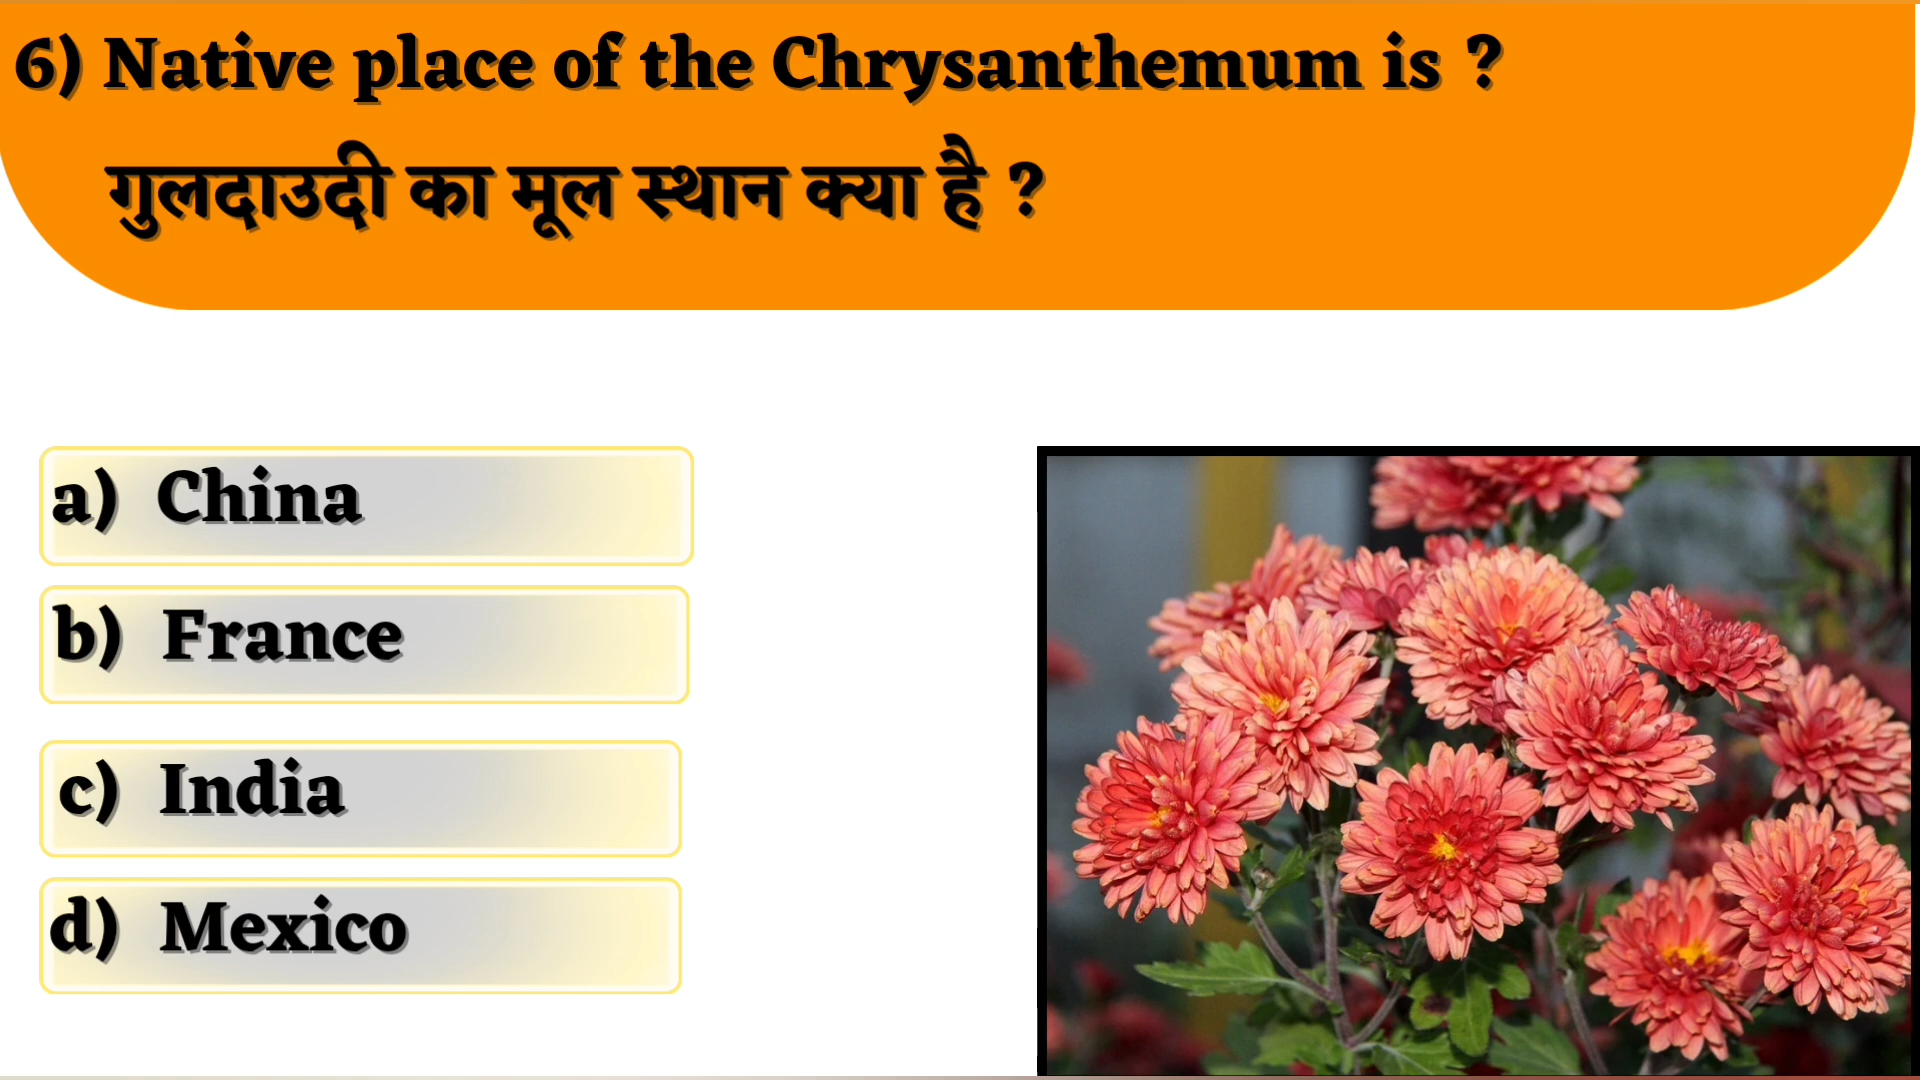 6) Native place of the Chrysanthemum is ?
गुलदाउदी का मूल स्थान क्या है ?
a) China
b) France
c) India
d) Mexico